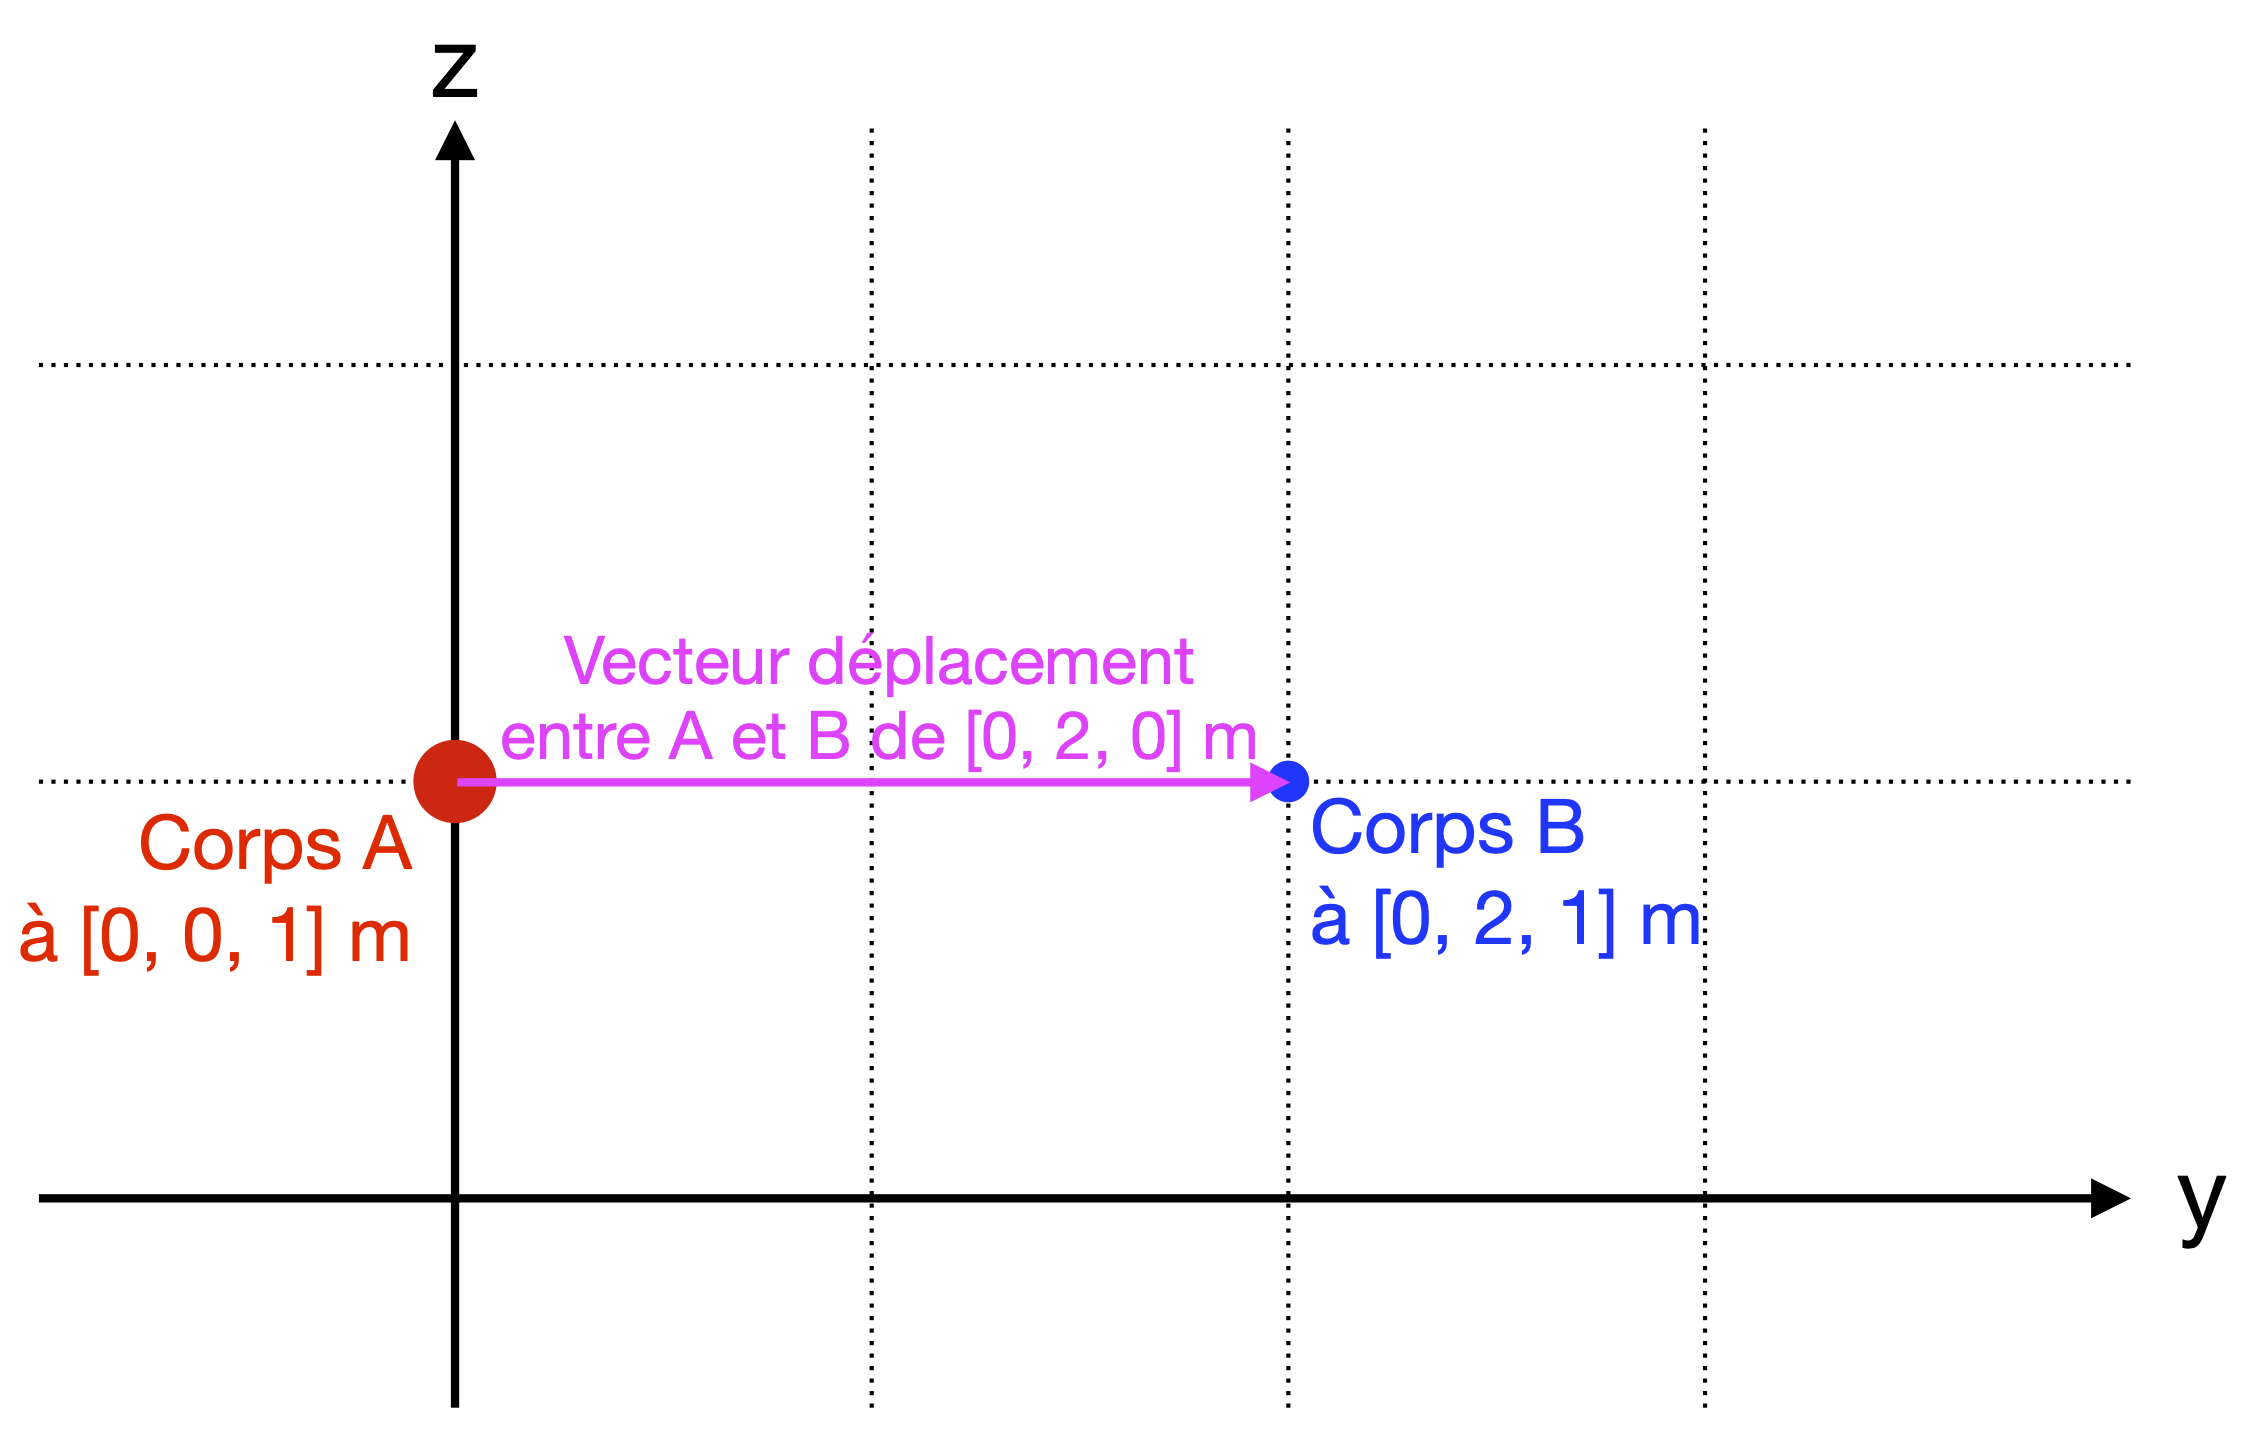 z
Vecteur déplacement
entre A et B de [0, 2, 0] m
Corps A
à [0, 0, 1] m
Corps B
à [0, 2, 1] m
y